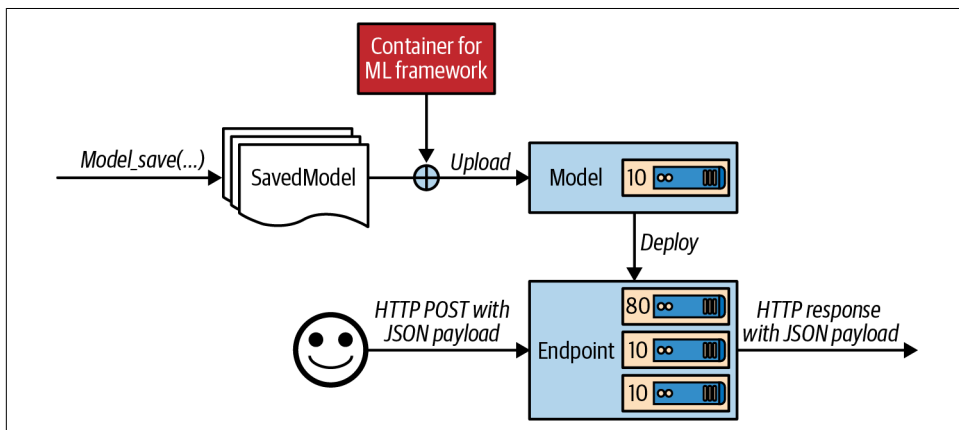 Container for
ML framework
Model_save(...)
SavedModel
Upload
Model
10
Deploy
HTTP POST with
JSON payload
Endpoint
80
10
10
HTTP response
with JSON payload